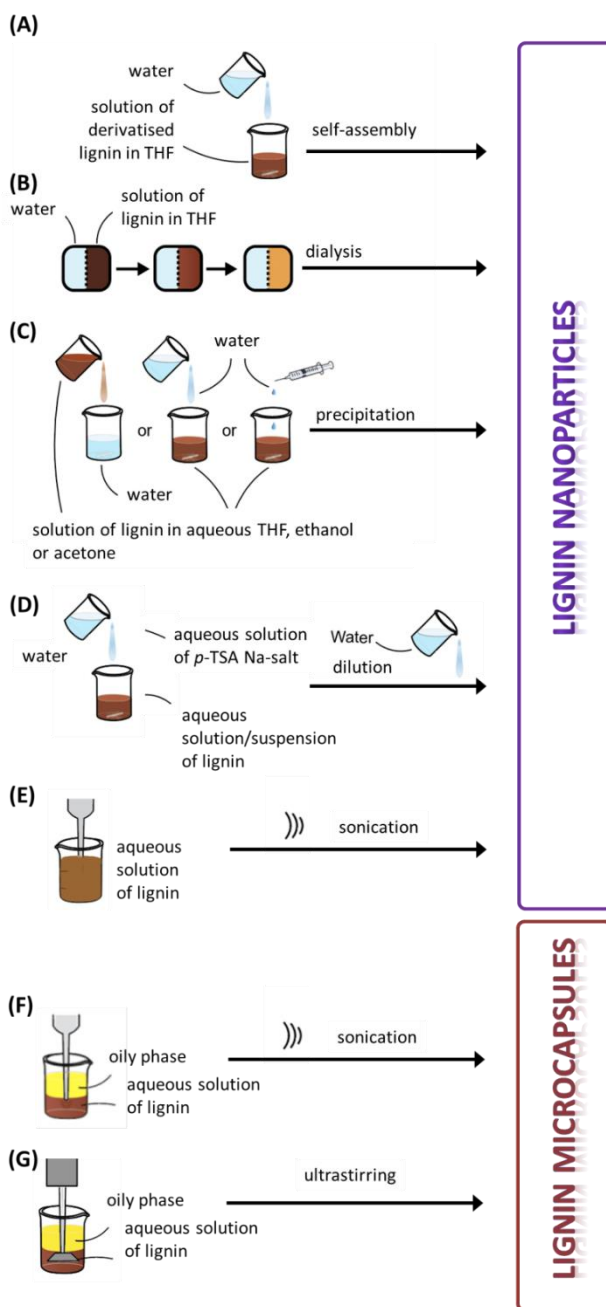 (A)
water
solution of
derivatised
lignin in THF
self-assembly
(B)
water
solution of
lignin in THF
dialysis
(C)
water
or
or
precipitation
water
solution of lignin in aqueous THF, ethanol
or acetone
(D)
water
aqueous solution
of p-TSA Na-salt
aqueous
solution/suspension
of lignin
Water
dilution
(E)
aqueous
solution
of lignin
sonication
LIGNIN NANOPARTICLES
(F)
oily phase
aqueous solution
of lignin
sonication
(G)
oily phase
aqueous solution
of lignin
ultrastirring
LIGNIN MICROCAPSULES